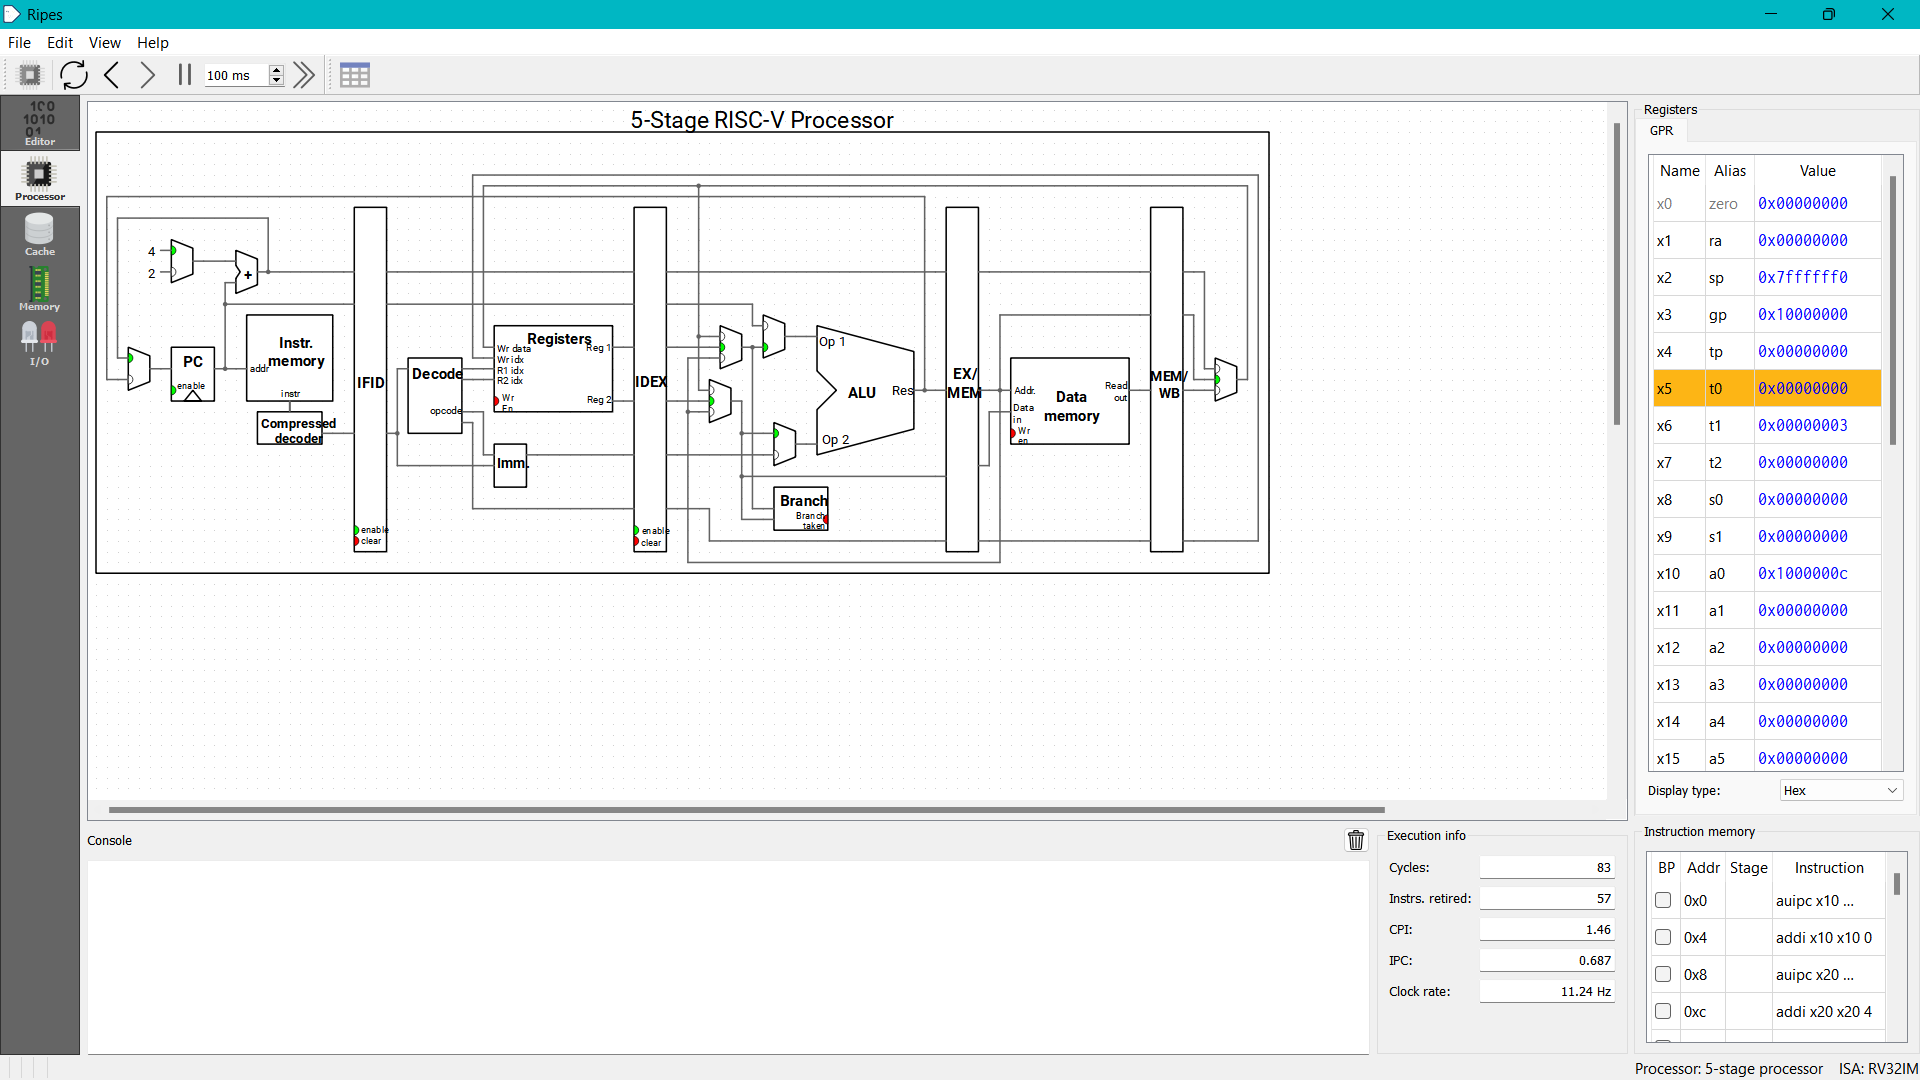 Ripes
File Edit View Help
100 ms
Editor
Processor
Cache
Memory
I/O
5-Stage RISC-V Processor
4
2
+
PC
enable
Instr.
memory
addr
instr
Compressed
decoder
IFID
enable
clear
Decode
opcode
Registers
Wr data
Wr idx
R1 idx
R2 idx
Wr
En
Reg 1
Reg 2
Imm.
IDEX
enable
clear
Op 1
Op 2
ALU
Res
Branch
Branch
taken
EX/
MEM
Addr.
Data
in
Wr
en
Data
memory
Read
out
MEM/
WB
Registers
GPR
Name Alias Value
x0 zero 0x00000000
x1 ra 0x00000000
x2 sp 0x7ffffff0
x3 gp 0x10000000
x4 tp 0x00000000
x5 t0 0x00000000
x6 t1 0x00000003
x7 t2 0x00000000
x8 s0 0x00000000
x9 s1 0x00000000
x10 a0 0x1000000c
x11 a1 0x00000000
x12 a2 0x00000000
x13 a3 0x00000000
x14 a4 0x00000000
x15 a5 0x00000000
Display type: Hex
Console
Execution info
Cycles: 83
Instrs. retired: 57
CPI: 1.46
IPC: 0.687
Clock rate: 11.24 Hz
Instruction memory
BP Addr Stage Instruction
0x0 auipc x10 ...
0x4 addi x10 x10 0
0x8 auipc x20 ...
0xc addi x20 x20 4
Processor: 5-stage processor ISA: RV32IM